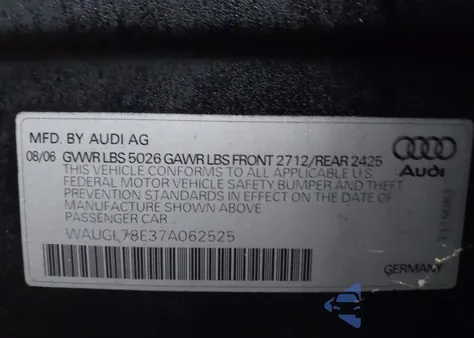 MFD. BY AUDI AG
08/06 GVWR LBS 5026 GAWR LBS FRONT 2712/REAR 2425
THIS VEHICLE CONFORMS TO ALL APPLICABLE U.S.
FEDERAL MOTOR VEHICLE SAFETY, BUMPER AND THEFT
PREVENTION STANDARDS IN EFFECT ON THE DATE OF
MANUFACTURE SHOWN ABOVE
PASSENGER CAR
WAUGL78E37A062525
Audi
GERMANY